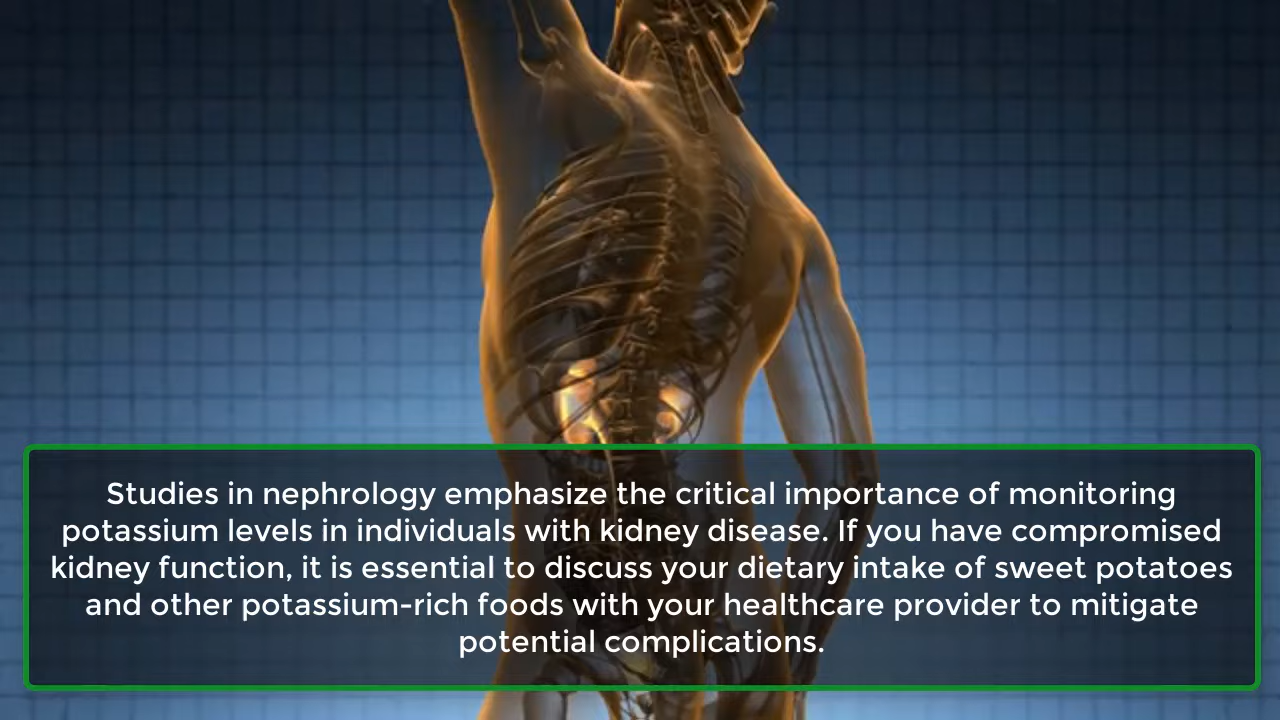 Studies in nephrology emphasize the critical importance of monitoring
potassium levels in individuals with kidney disease. If you have compromised
kidney function, it is essential to discuss your dietary intake of sweet potatoes
and other potassium-rich foods with your healthcare provider to mitigate
potential complications.